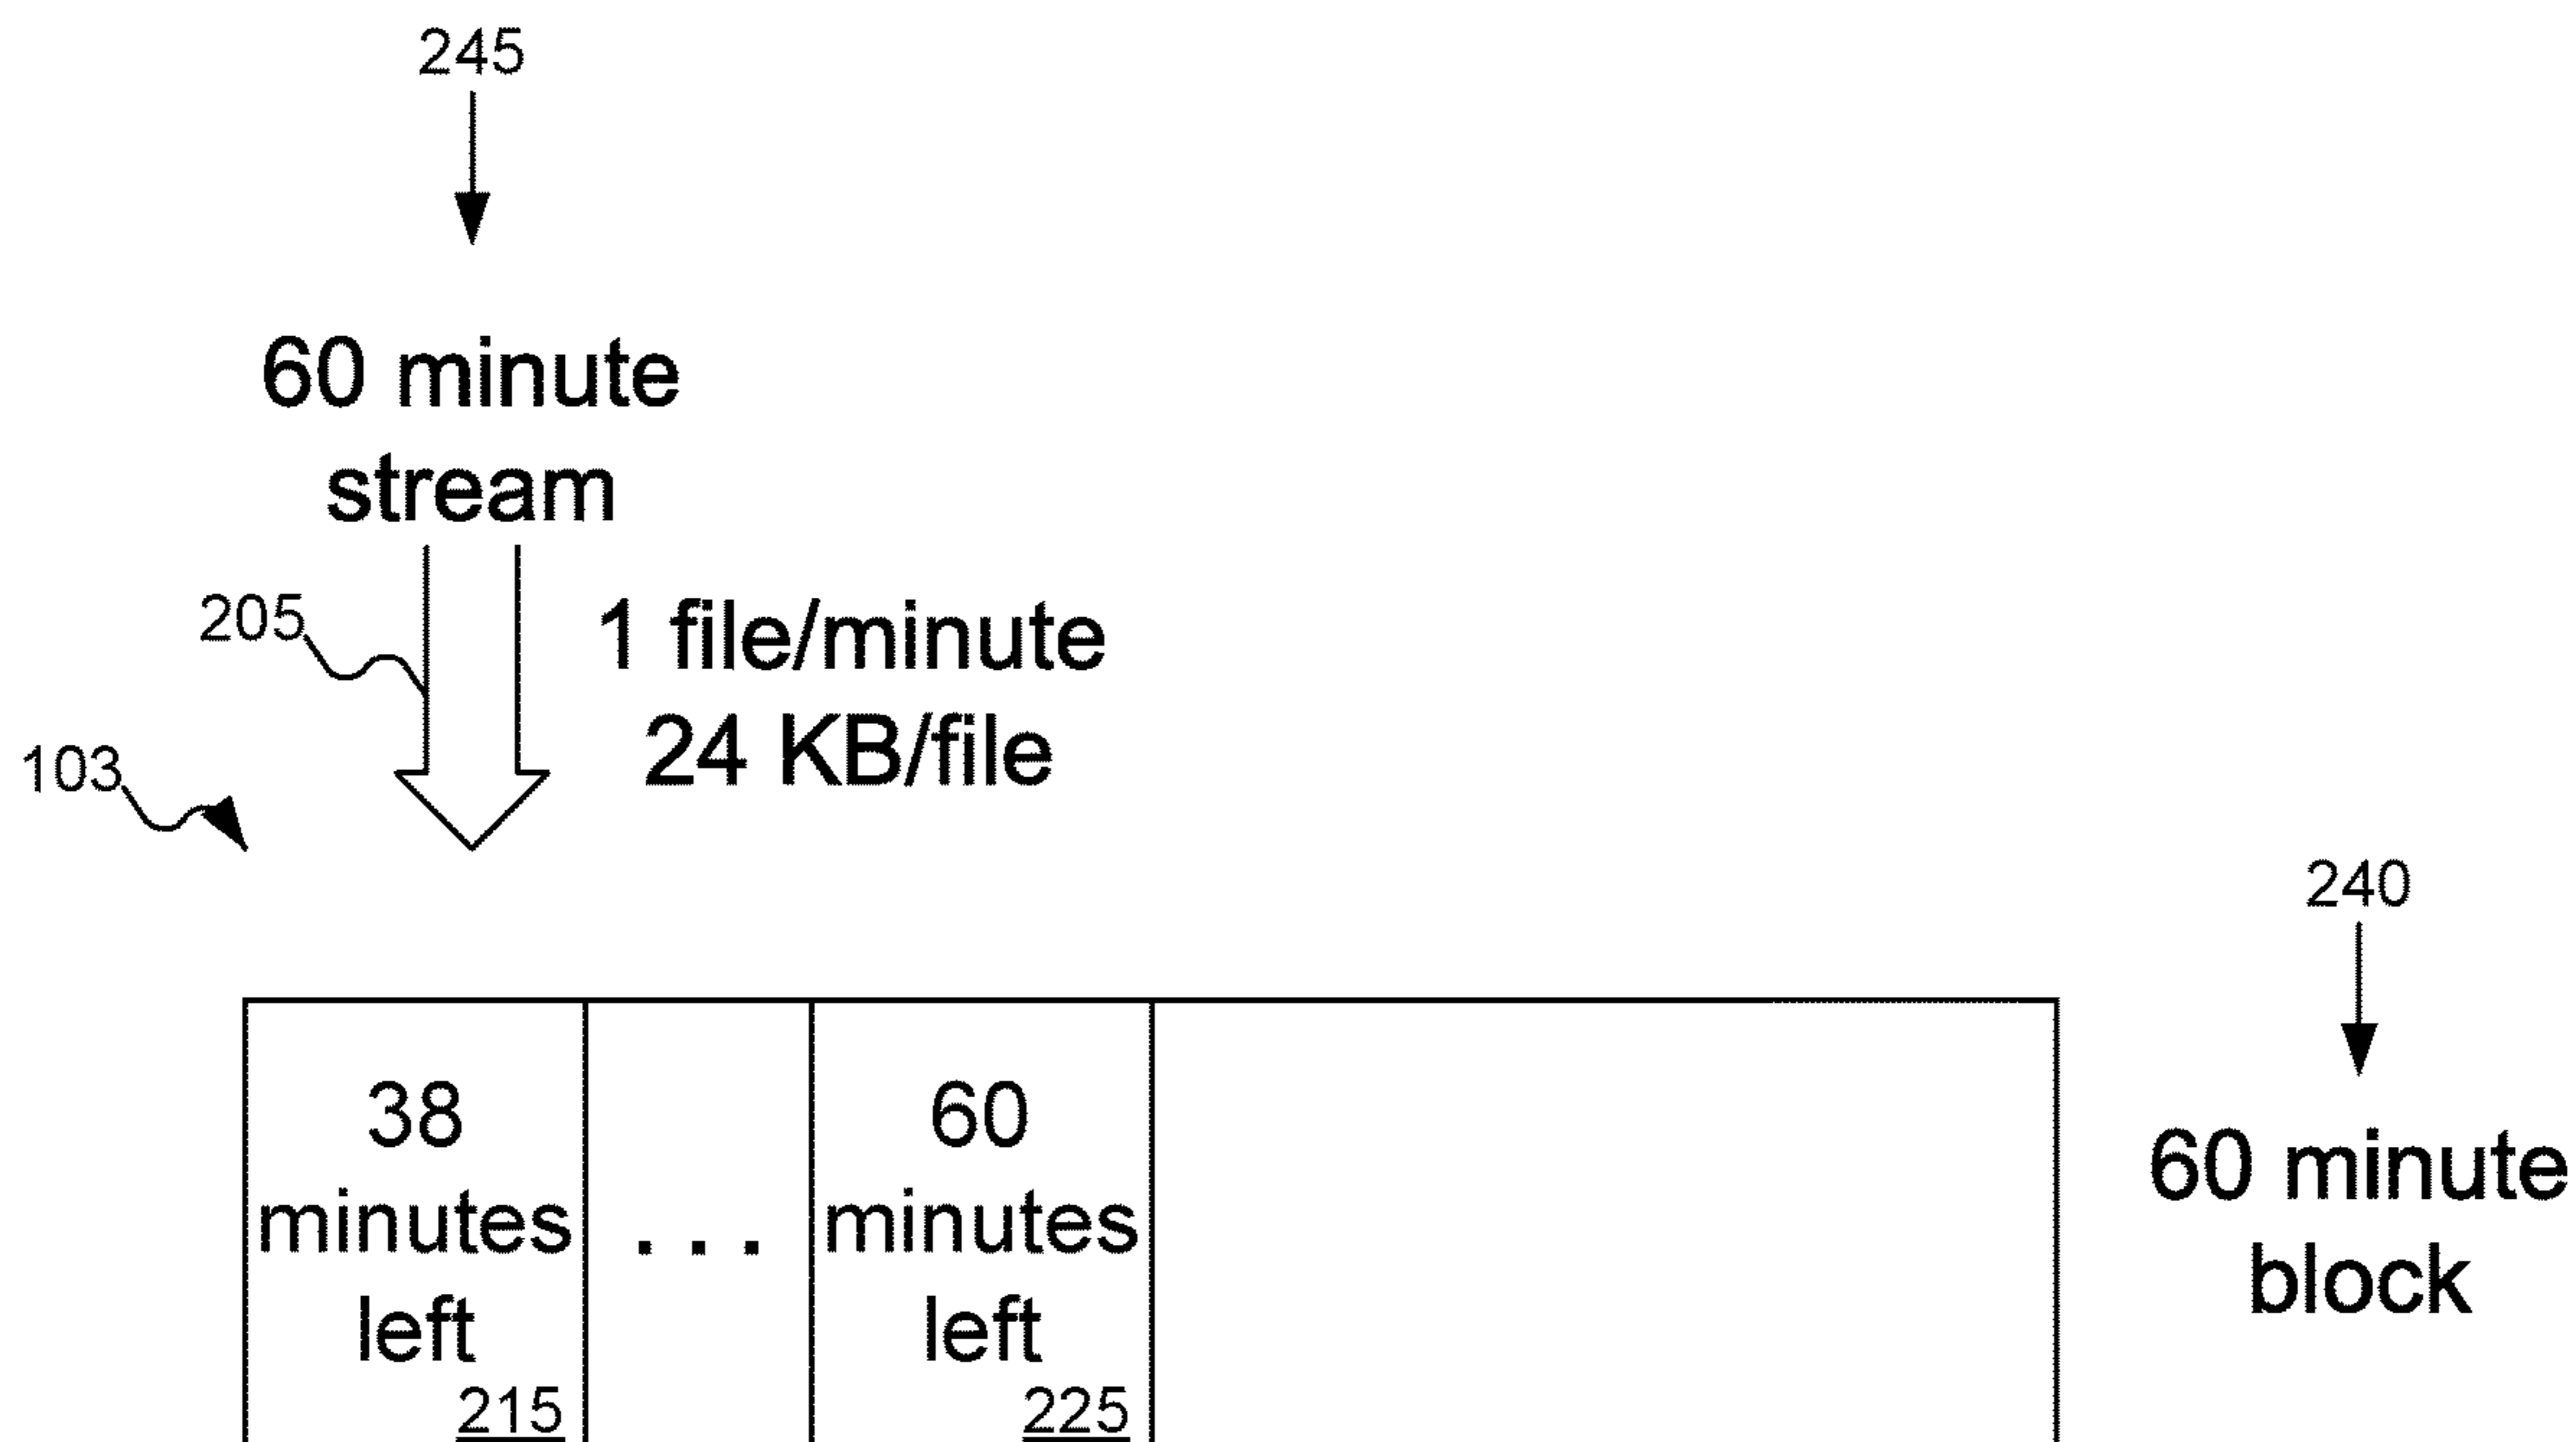 245
60 minute
stream
205
1 file/minute
24 KB/file
103
240
38
minutes
left
215
. . .
60
minutes
left
225
60 minute
block